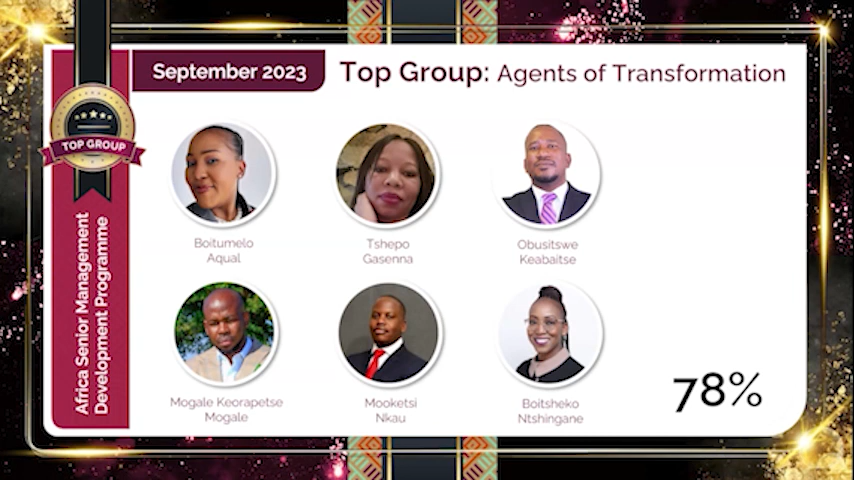 September 2023
Top Group: Agents of Transformation
TOP GROUP
Africa Senior Management
Development Programme
Boitumelo
Aqual
Tshepo
Gasenna
Obusitswe
Keabaitse
Mogale Keorapetse
Mogale
Mooketsi
Nkau
Boitsheko
Ntshingane
78%